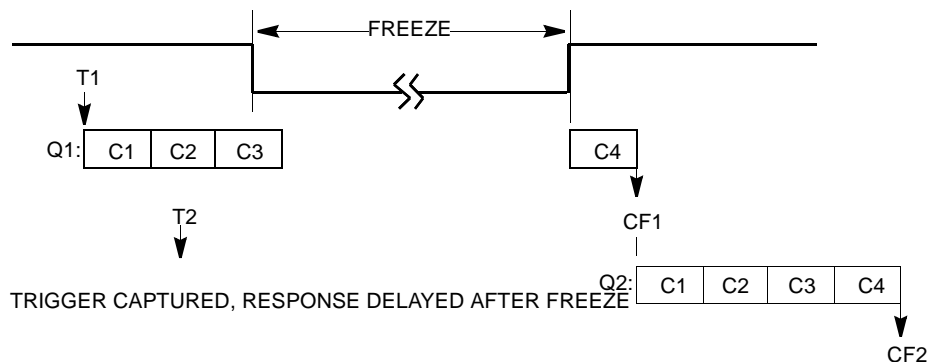 FREEZE
T1
Q1: C1 C2 C3 C4
T2
CF1
TRIGGER CAPTURED, RESPONSE DELAYED AFTER FREEZE
Q2: C1 C2 C3 C4
CF2